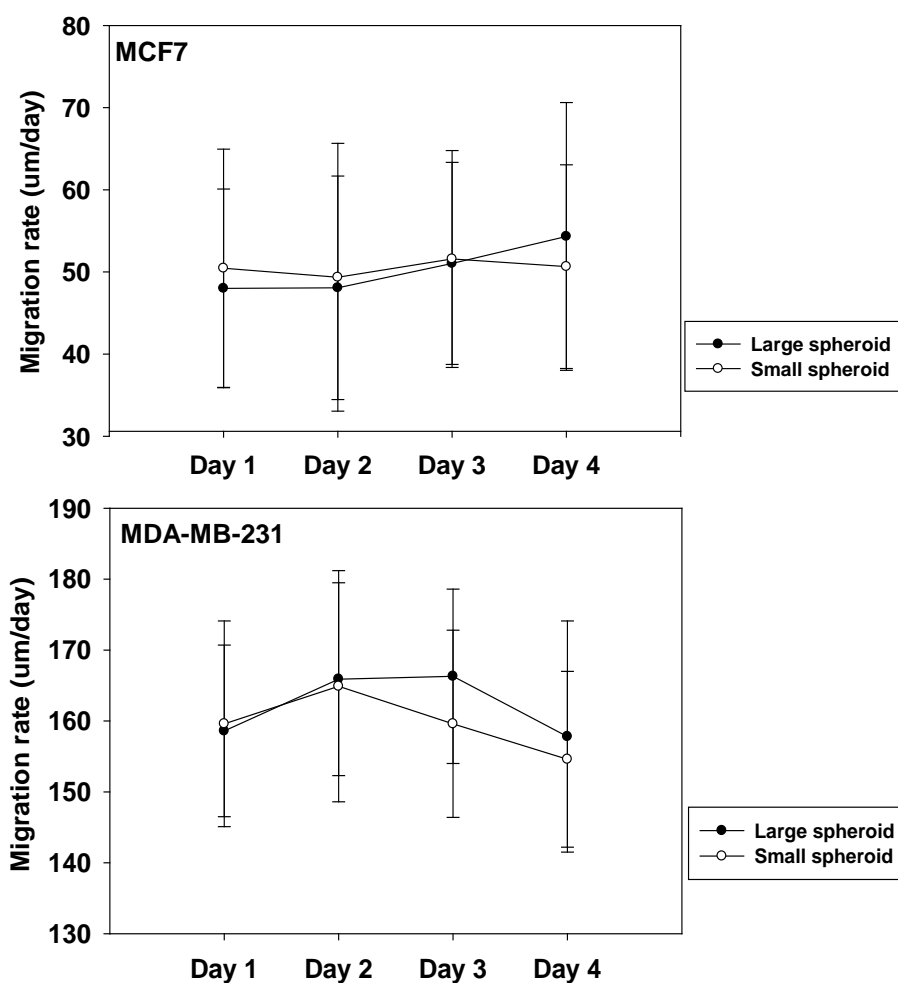 MCF7
Migration rate (um/day)
80
70
60
50
40
30
Day 1 Day 2 Day 3 Day 4
Large spheroid
Small spheroid
MDA-MB-231
Migration rate (um/day)
190
180
170
160
150
140
130
Day 1 Day 2 Day 3 Day 4
Large spheroid
Small spheroid